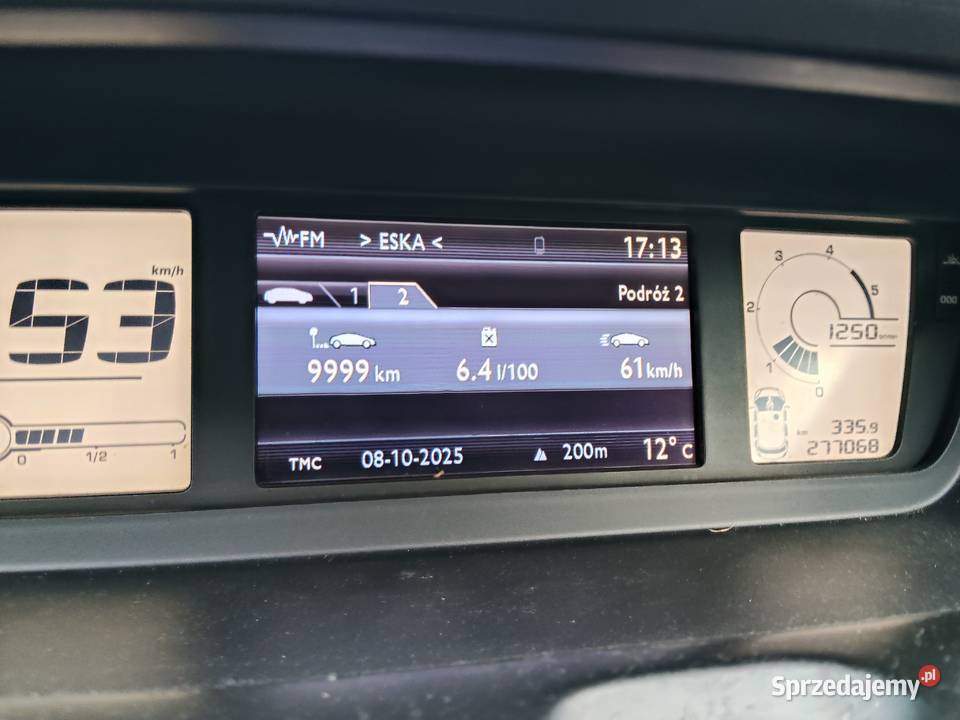 km/h
53
0 1/2 1
FM > ESKA < 17:13
1 2 Podróż 2
9999 km 6.4 l/100 61 km/h
TMC 08-10-2025 200m 12° c
3 4
2 5
1250
1 0
km 335.9
277068
Sprzedajemy.pl